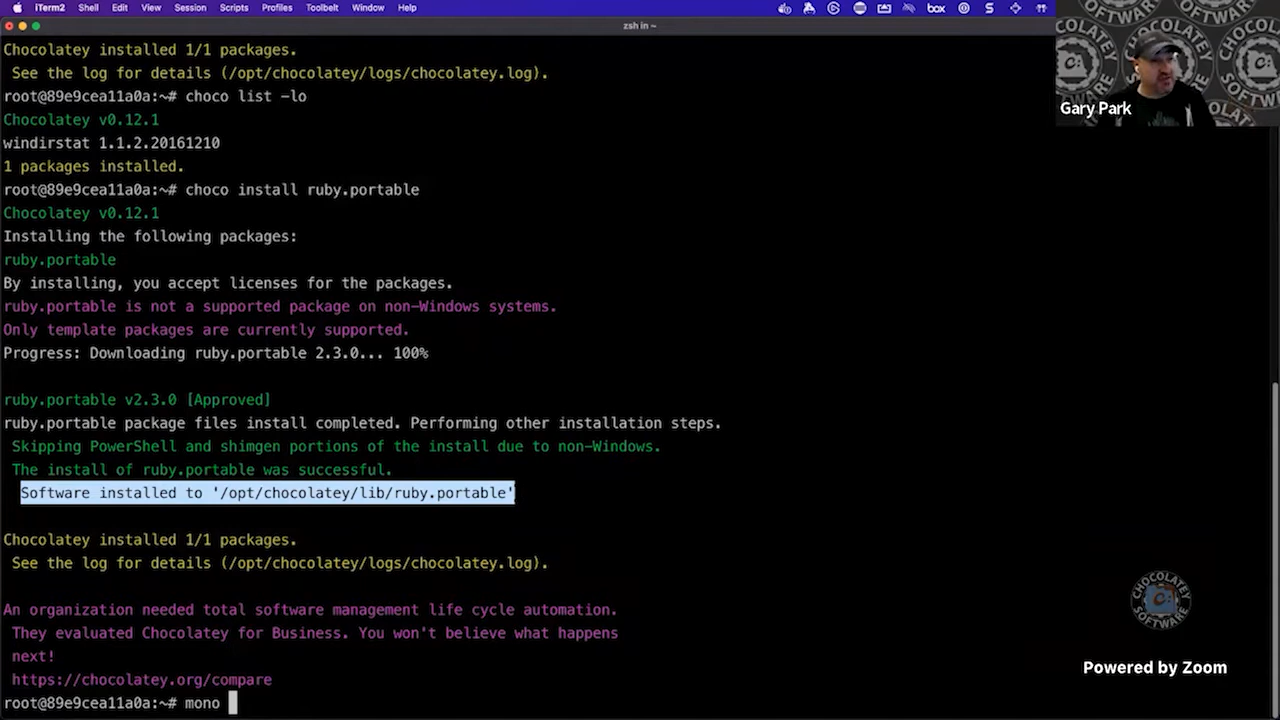 iTerm2 Shell Edit View Session Scripts Profiles Toolbelt Window Help
box
zsh in ~
Chocolatey installed 1/1 packages.
See the log for details (/opt/chocolatey/logs/chocolatey.log).
root@89e9cea11a0a:~# choco list -lo
Chocolatey v0.12.1
windirstat 1.1.2.20161210
1 packages installed.
root@89e9cea11a0a:~# choco install ruby.portable
Chocolatey v0.12.1
Installing the following packages:
ruby.portable
By installing, you accept licenses for the packages.
ruby.portable is not a supported package on non-Windows systems.
Only template packages are currently supported.
Progress: Downloading ruby.portable 2.3.0... 100%
ruby.portable v2.3.0 [Approved]
ruby.portable package files install completed. Performing other installation steps.
Skipping PowerShell and shimgen portions of the install due to non-Windows.
The install of ruby.portable was successful.
Software installed to '/opt/chocolatey/lib/ruby.portable'
Chocolatey installed 1/1 packages.
See the log for details (/opt/chocolatey/logs/chocolatey.log).
An organization needed total software management life cycle automation.
They evaluated Chocolatey for Business. You won't believe what happens
next!
https://chocolatey.org/compare
root@89e9cea11a0a:~# mono
Gary Park
CHOCOLATEY
SOFTWARE
Powered by Zoom